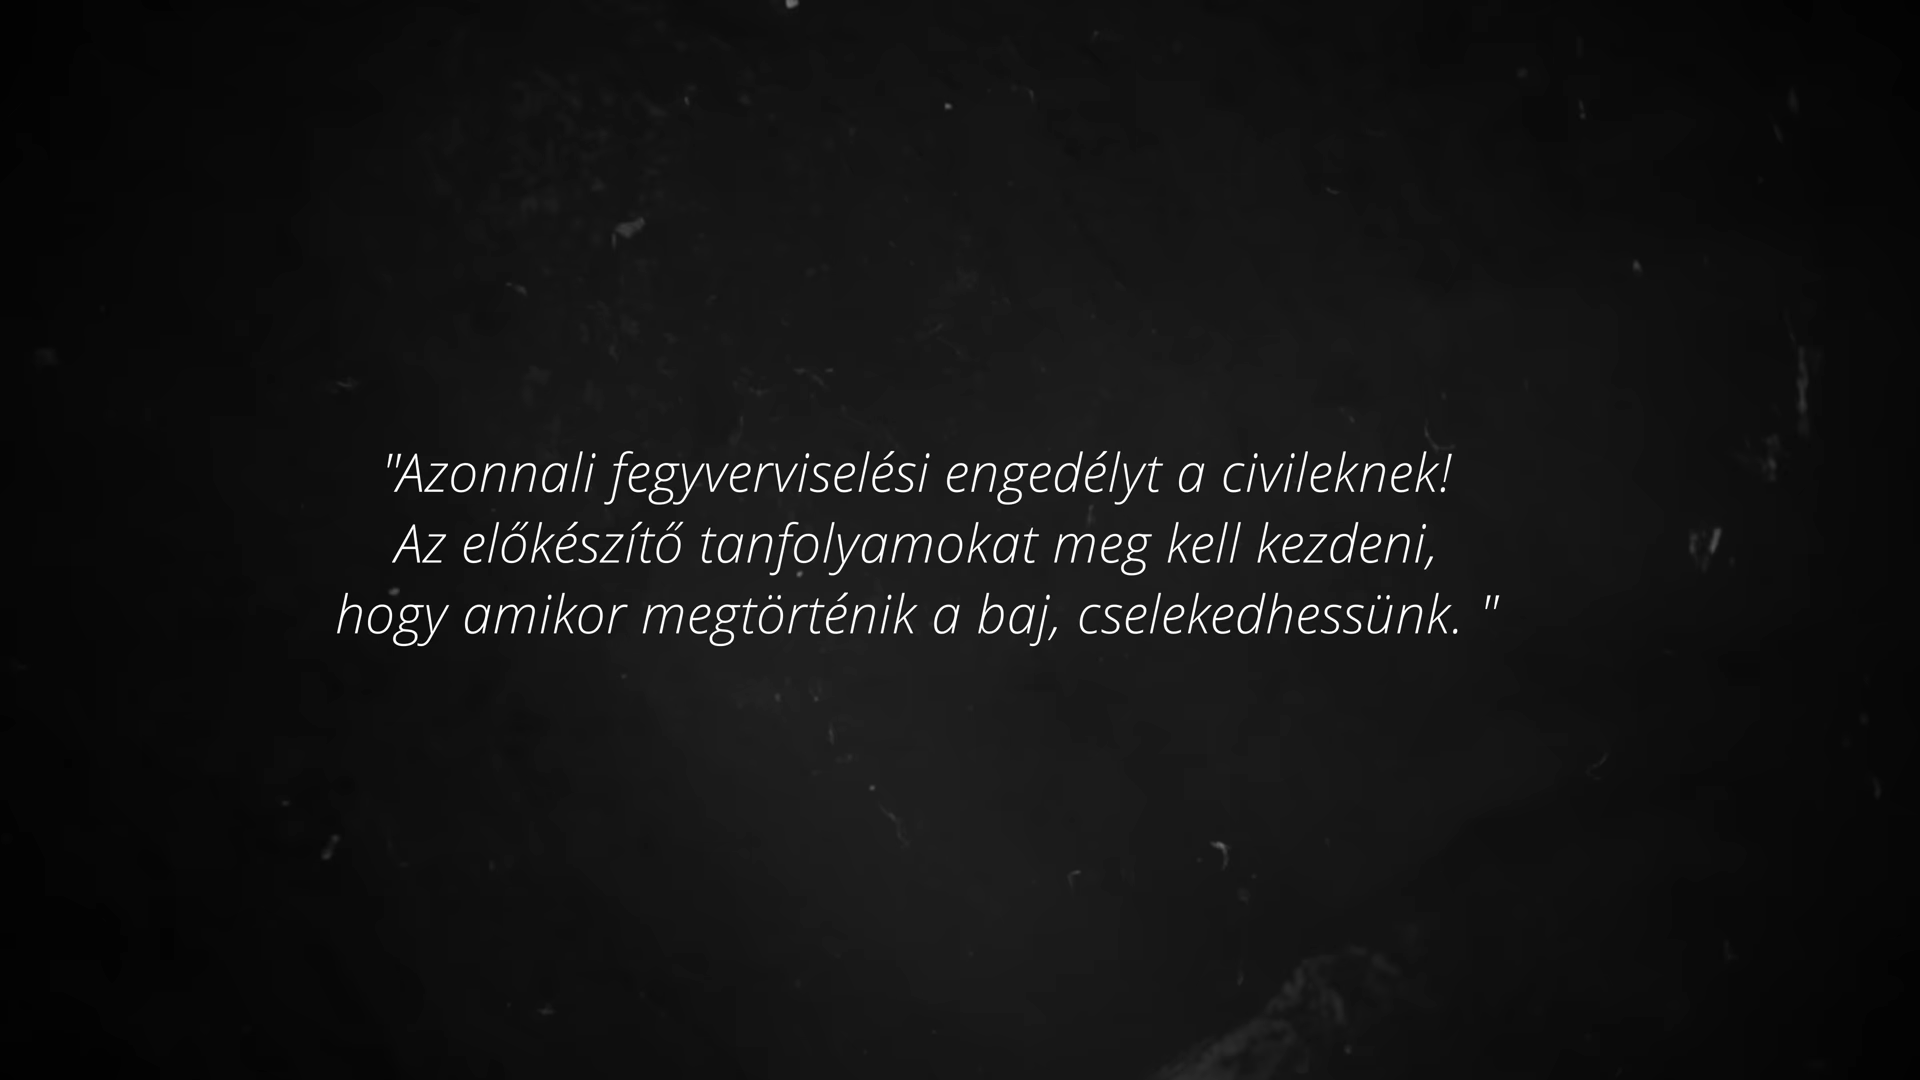 "Azonnali fegyverviselési engedélyt a civileknek!
Az előkészítő tanfolyamokat meg kell kezdeni,
hogy amikor megtörténik a baj, cselekedhessünk. "